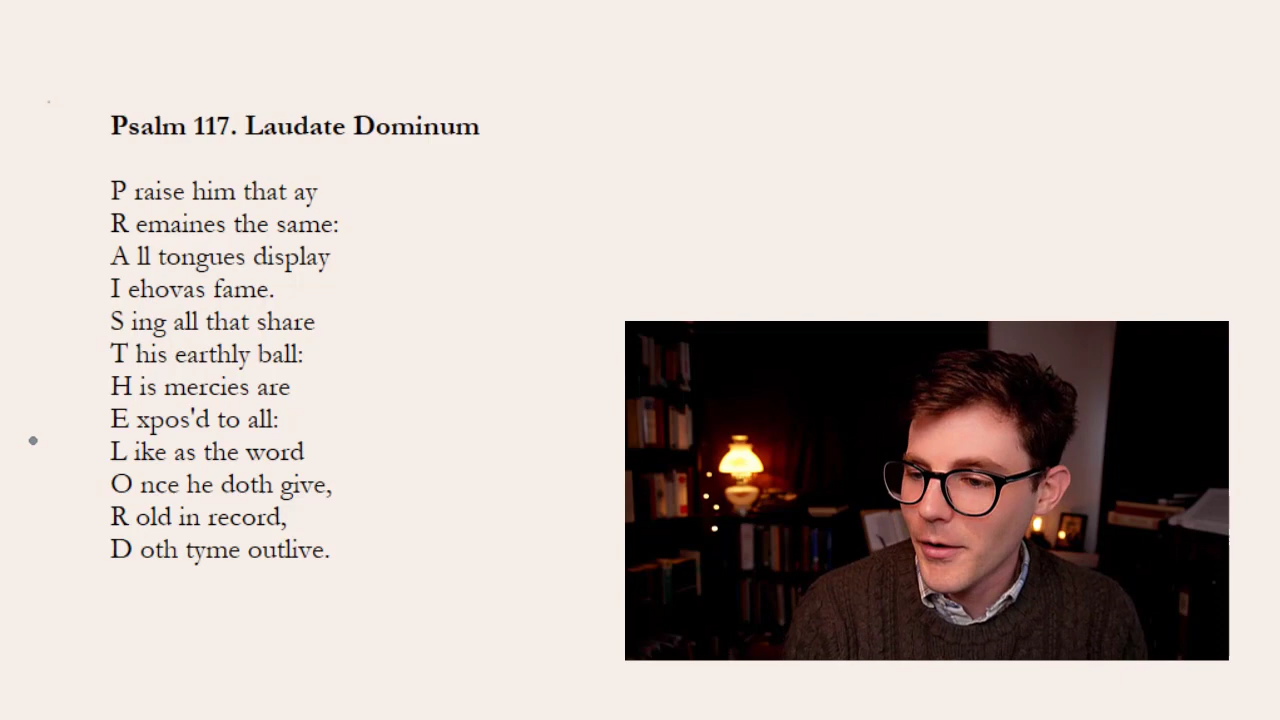 Psalm 117. Laudate Dominum
P raise him that ay
R emaines the same:
A ll tongues display
I ehovas fame.
S ing all that share
T his earthly ball:
H is mercies are
E xpos'd to all:
L ike as the word
O nce he doth give,
R old in record,
D oth tyme outlive.